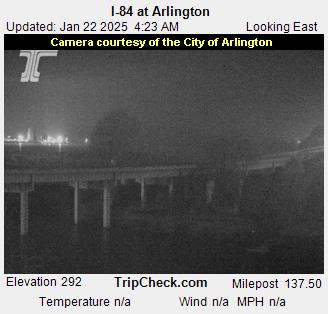 I-84 at Arlington
Updated: Jan 22 2025 4:23 AM Looking East
Camera courtesy of the City of Arlington
Elevation 292 TripCheck.com Milepost 137.50
Temperature n/a Wind n/a MPH n/a